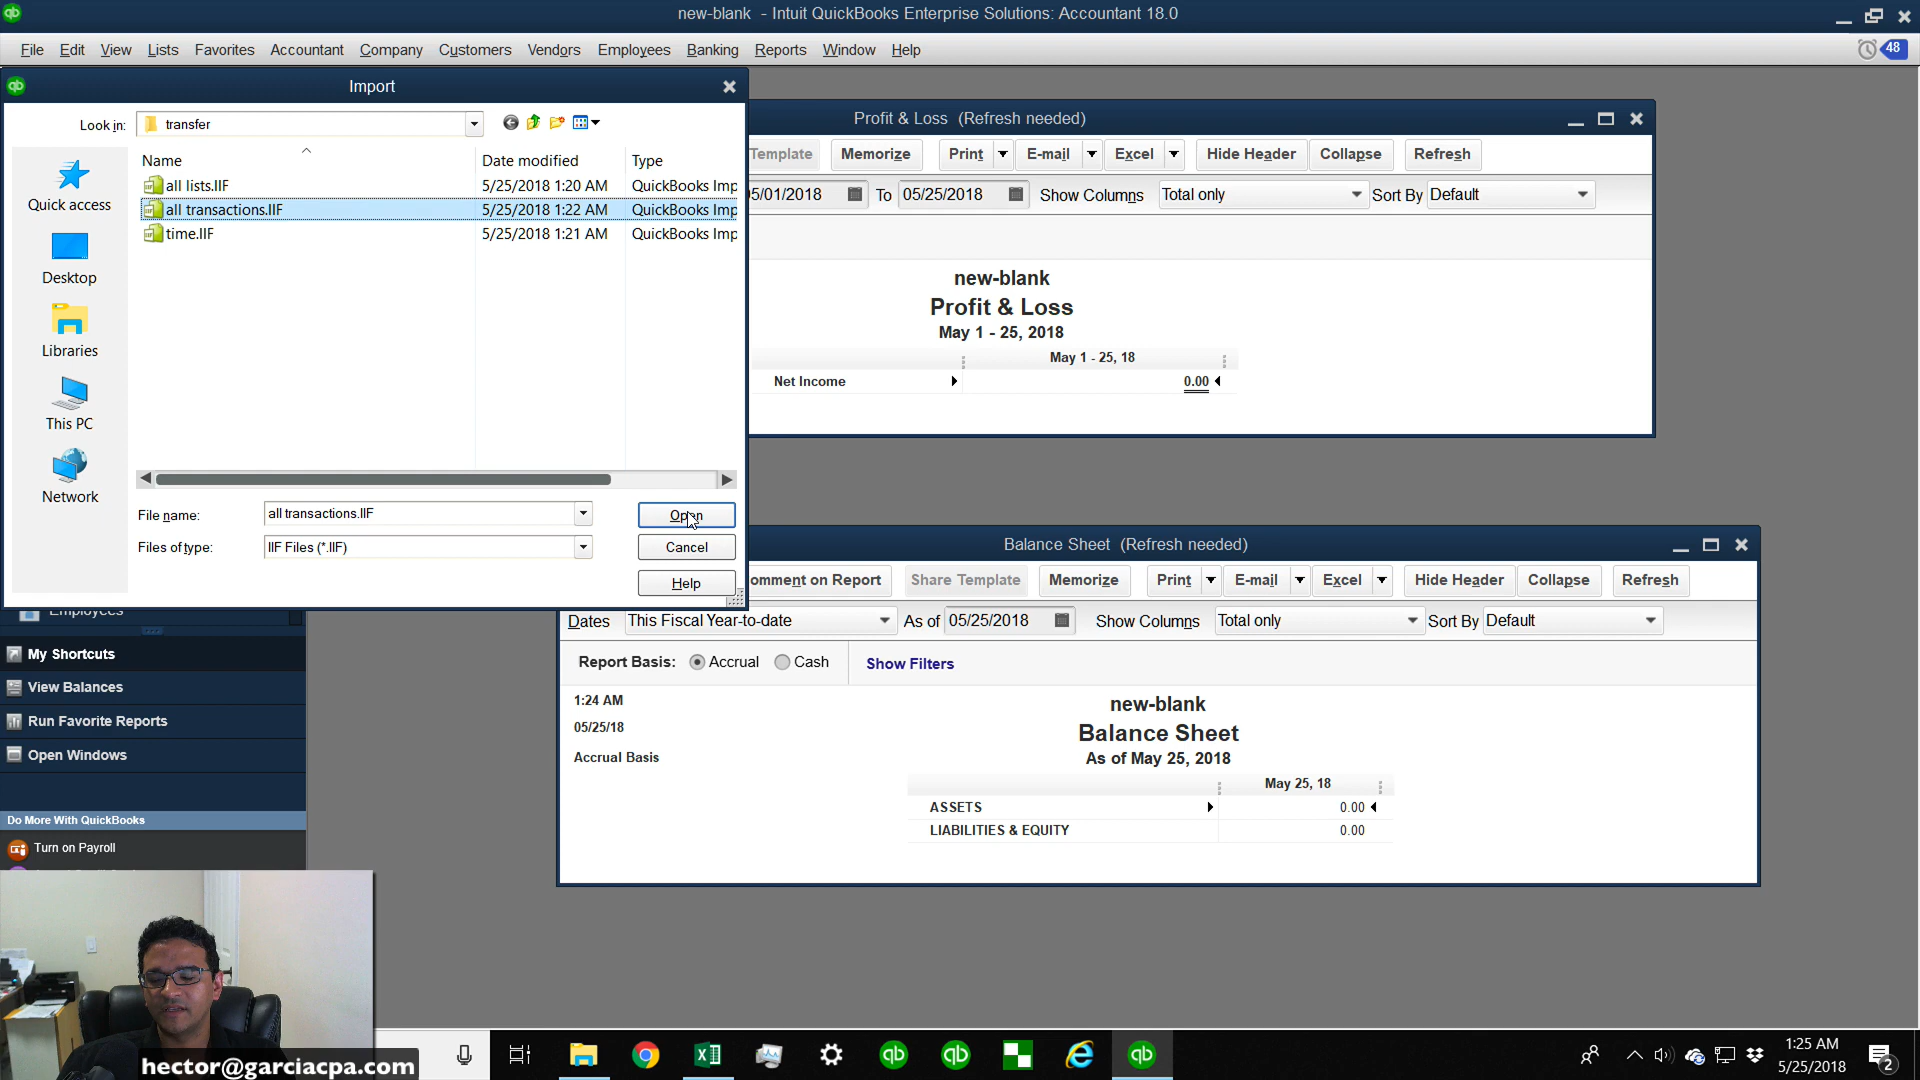 new-blank - Intuit QuickBooks Enterprise Solutions: Accountant 18.0
File Edit View Lists Favorites Accountant Company Customers Vendors Employees Banking Reports Window Help
48
Import
Look in: transfer
Name Date modified Type
all lists.IIF 5/25/2018 1:20 AM QuickBooks Imp
all transactions.IIF 5/25/2018 1:22 AM QuickBooks Imp
time.IIF 5/25/2018 1:21 AM QuickBooks Imp
Quick access
Desktop
Libraries
This PC
Network
File name: all transactions.IIF Open
Files of type: IIF Files (*.IIF) Cancel
Help
Profit & Loss (Refresh needed)
Template Memorize Print E-mail Excel Hide Header Collapse Refresh
05/01/2018 To 05/25/2018 Show Columns Total only Sort By Default
new-blank
Profit & Loss
May 1 - 25, 2018
May 1 - 25, 18
Net Income 0.00
Balance Sheet (Refresh needed)
omment on Report Share Template Memorize Print E-mail Excel Hide Header Collapse Refresh
Dates This Fiscal Year-to-date As of 05/25/2018 Show Columns Total only Sort By Default
Report Basis: Accrual Cash Show Filters
1:24 AM
05/25/18
Accrual Basis
new-blank
Balance Sheet
As of May 25, 2018
May 25, 18
ASSETS 0.00
LIABILITIES & EQUITY 0.00
Employees
My Shortcuts
View Balances
Run Favorite Reports
Open Windows
Do More With QuickBooks
Turn on Payroll
hector@garciacpa.com
1:25 AM
5/25/2018
2